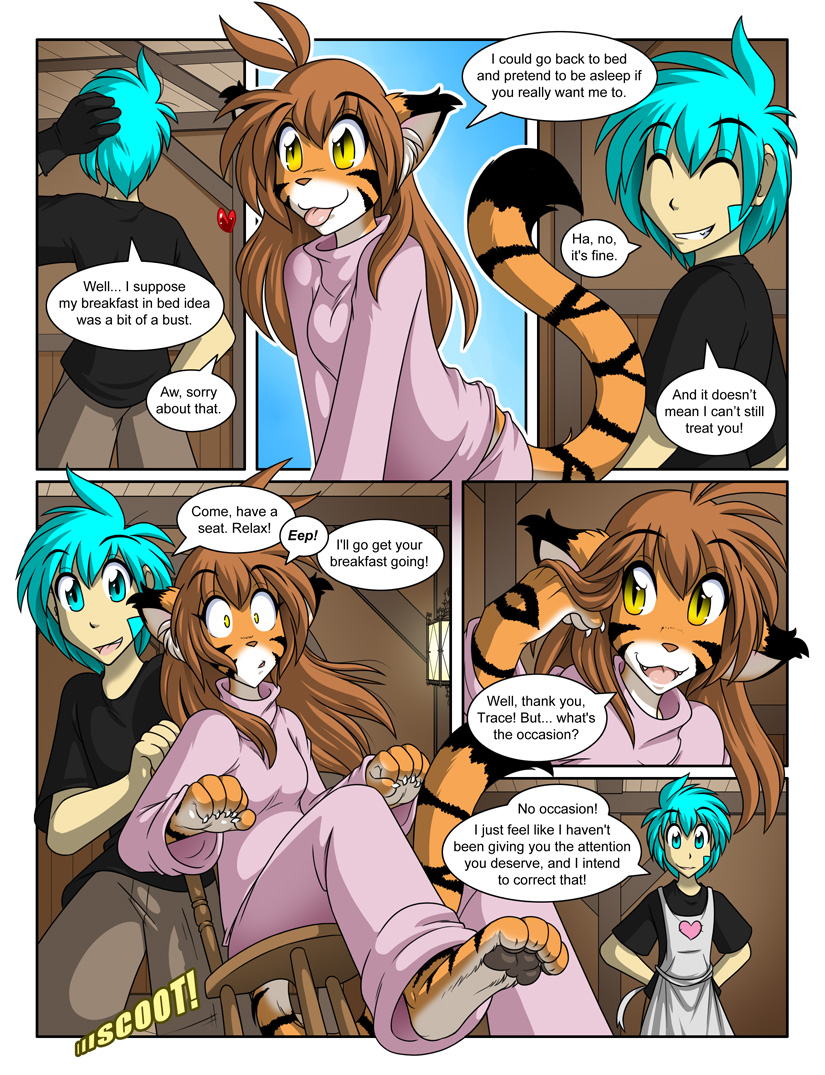 Well... I suppose
my breakfast in bed idea
was a bit of a bust.
Aw, sorry
about that.
I could go back to bed
and pretend to be asleep if
you really want me to.
Ha, no,
it's fine.
And it doesn't
mean I can't still
treat you!
Come, have a
seat. Relax!
Eep!
I'll go get your
breakfast going!
iiiSCOOT!
Well, thank you,
Trace! But... what's
the occasion?
No occasion!
I just feel like I haven't
been giving you the attention
you deserve, and I intend
to correct that!